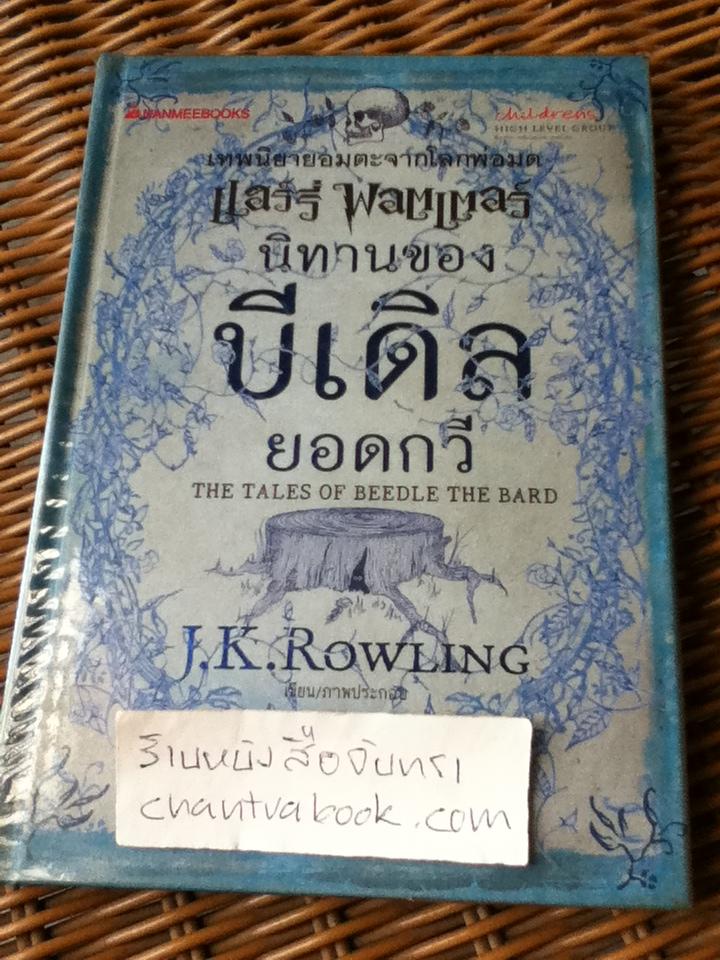 NANMEEBOOKS
children's
HIGH LEVEL GROUP
เทพนิยายอมตะจากโลกพ่อมด
แฮร์รี่ พอตเตอร์
นิทานของ
บีเดิล
ยอดกวี
THE TALES OF BEEDLE THE BARD
J.K.ROWLING
เขียน/ภาพประกอบ
ร้านหนังสือจันทรา
chantrabook.com